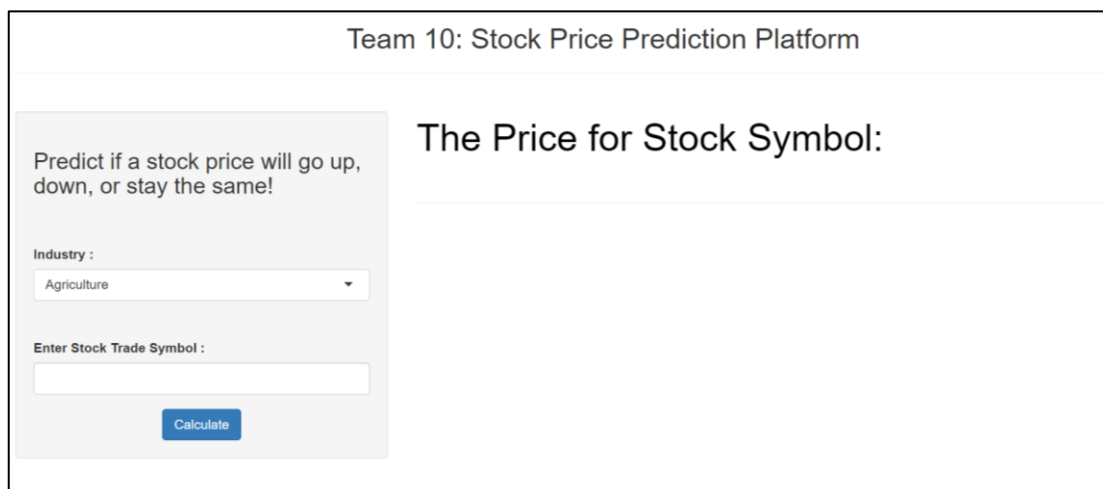 Team 10: Stock Price Prediction Platform
Predict if a stock price will go up,
down, or stay the same!
Industry :
Agriculture
Enter Stock Trade Symbol :
Calculate
The Price for Stock Symbol: